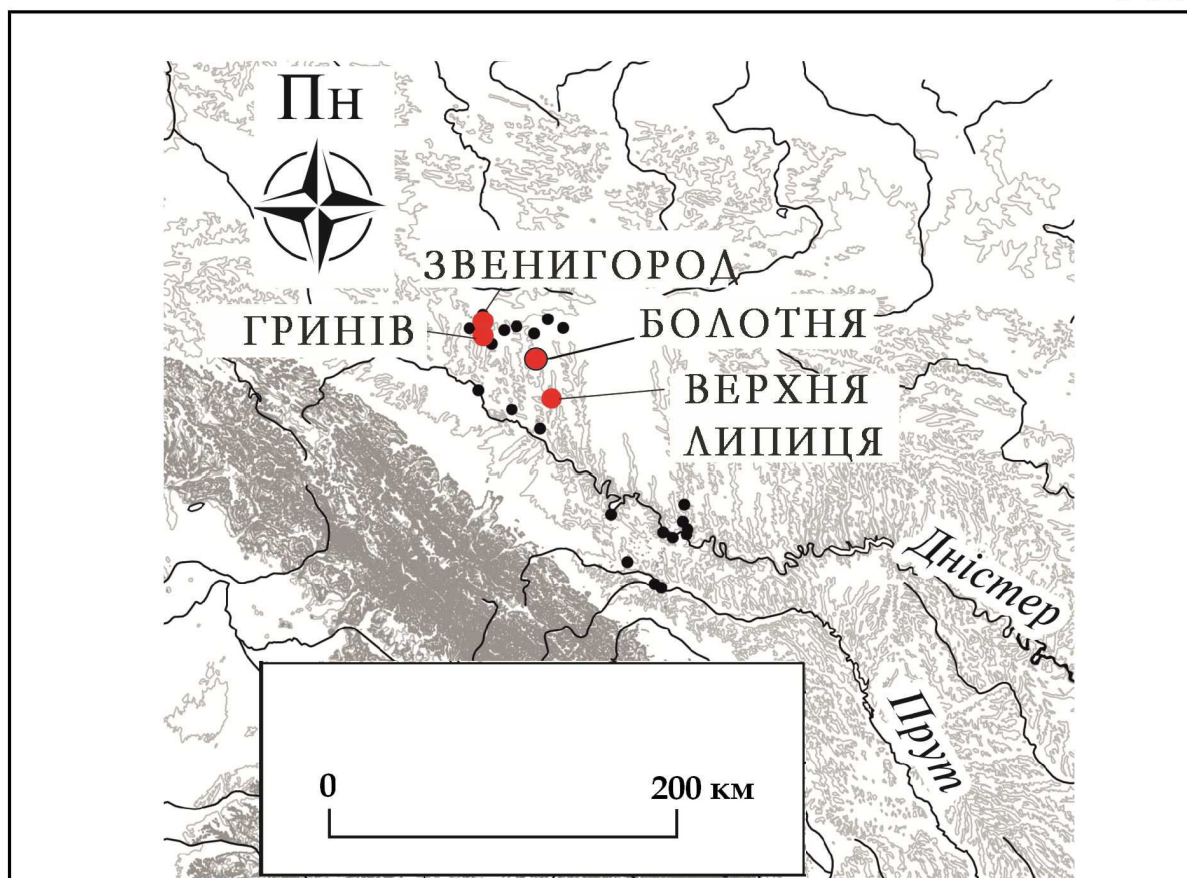 Пн
ЗВЕНИГОРОД
ГРИНІВ
БОЛОТНЯ
ВЕРХНЯ
ЛИПИЦЯ
Дністер
Прут
0 200 км